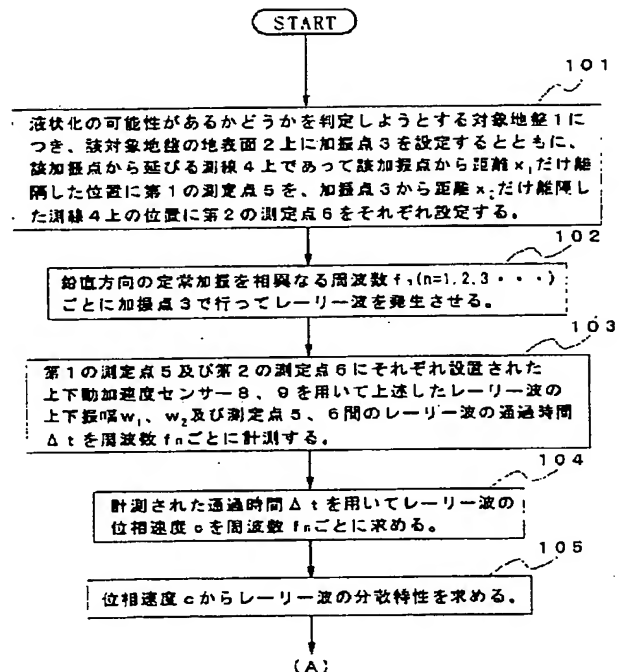 START
101
液状化の可能性があるかどうかを判定しようとする対象地盤1に
つき、該対象地盤の地表面2上に加振点3を設定するとともに、
該加振点から延びる測線4上であって該加振点から距離x₁だけ離
隔した位置に第1の測定点5を、加振点3から距離x₂だけ離隔し
た測線4上の位置に第2の測定点6をそれぞれ設定する。
102
鉛直方向の定常加振を相異なる周波数fₙ(n=1,2,3・・・)
ごとに加振点3で行ってレーリー波を発生させる。
103
第1の測定点5及び第2の測定点6にそれぞれ設置された
上下動加速度センサー8、9を用いて上述したレーリー波の
上下振幅w₁、w₂及び測定点5、6間のレーリー波の通過時間
Δtを周波数fnごとに計測する。
104
計測された通過時間Δtを用いてレーリー波の
位相速度cを周波数fnごとに求める。
105
位相速度cからレーリー波の分散特性を求める。
(A)